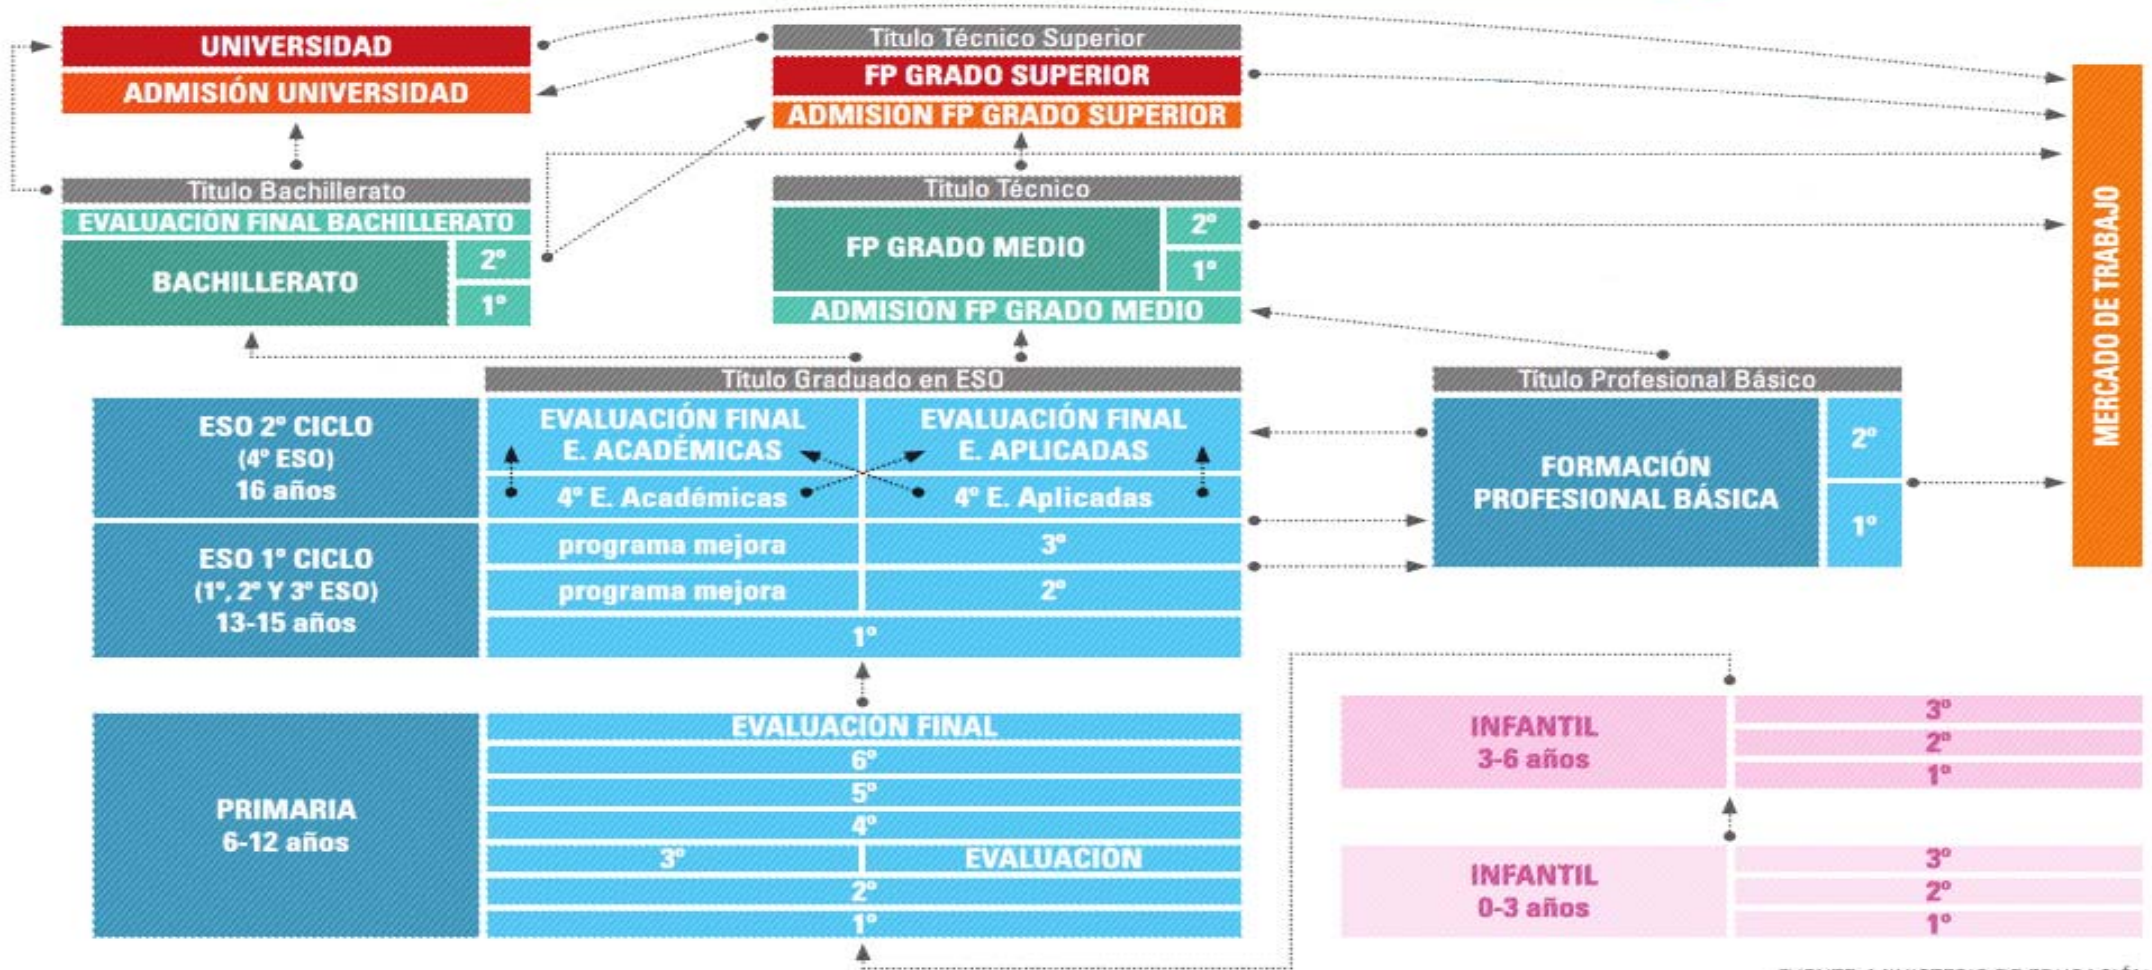 UNIVERSIDAD
ADMISIÓN UNIVERSIDAD
Título Técnico Superior
FP GRADO SUPERIOR
ADMISIÓN FP GRADO SUPERIOR
Título Bachillerato
EVALUACIÓN FINAL BACHILLERATO
BACHILLERATO
2º
1º
Título Técnico
FP GRADO MEDIO
2º
1º
ADMISIÓN FP GRADO MEDIO
MERCADO DE TRABAJO
Título Graduado en ESO
ESO 2º CICLO
(4º ESO)
16 años
EVALUACIÓN FINAL
E. ACADÉMICAS
EVALUACIÓN FINAL
E. APLICADAS
4º E. Académicas
4º E. Aplicadas
ESO 1º CICLO
(1º, 2º Y 3º ESO)
13-15 años
programa mejora
3º
programa mejora
2º
1º
Título Profesional Básico
FORMACIÓN
PROFESIONAL BÁSICA
2º
1º
PRIMARIA
6-12 años
EVALUACIÓN FINAL
6º
5º
4º
3º
EVALUACIÓN
2º
1º
INFANTIL
3-6 años
3º
2º
1º
INFANTIL
0-3 años
3º
2º
1º